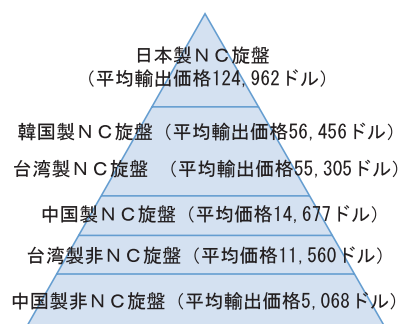 日本製ＮＣ旋盤
（平均輸出価格124,962ドル）
韓国製ＮＣ旋盤（平均輸出価格56,456ドル）
台湾製ＮＣ旋盤　（平均輸出価格55,305ドル）
中国製ＮＣ旋盤（平均価格14,677ドル）
台湾製非ＮＣ旋盤（平均価格11,560ドル）
中国製非ＮＣ旋盤（平均輸出価格5,068ドル）